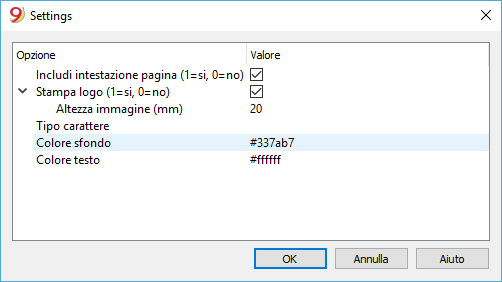 Settings
Opzione Valore
Includi intestazione pagina (1=si, 0=no)
Stampa logo (1=si, 0=no)
Altezza immagine (mm) 20
Tipo carattere
Colore sfondo #337ab7
Colore testo #ffffff
OK Annulla Aiuto